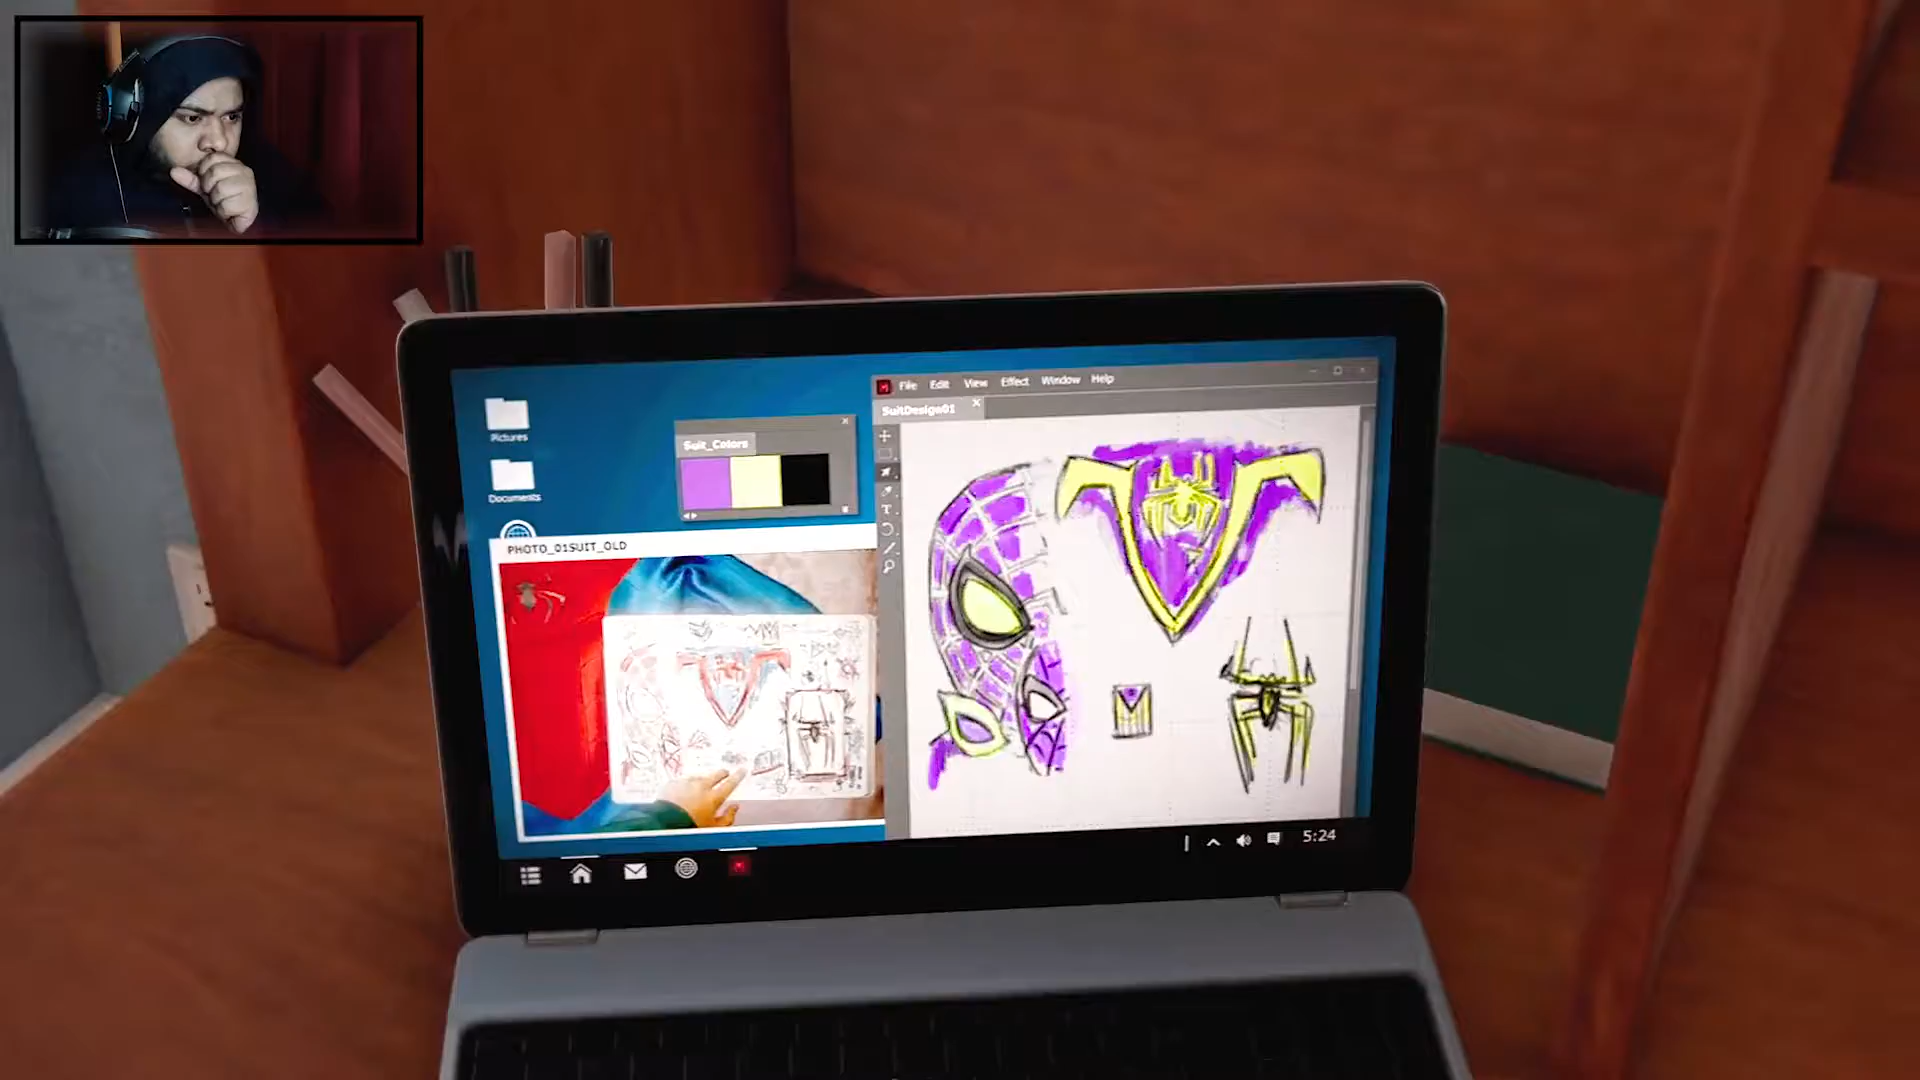 File Edit View Effect Window Help
SuitDesign01
Suit_Colors
Pictures
Documents
PHOTO_01SUIT_OLD
5:24